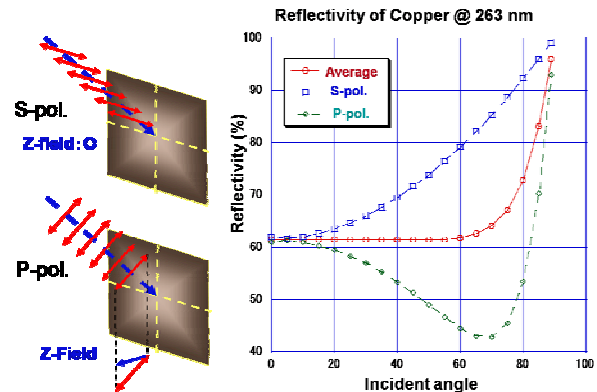 Reflectivity of Copper @ 263 nm
S-pol.
Z-field: O
P-pol.
Z-Field
Reflectivity (%)
100
90
80
70
60
50
40
Average
S-pol.
P-pol.
0 20 40 60 80 100
Incident angle